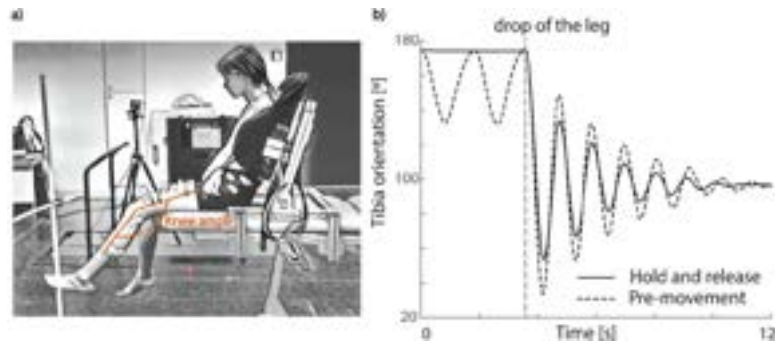 a)
Knee angle
b)
drop of the leg
180
100
20
Tibia orientation [º]
Hold and release
Pre-movement
0
Time [s]
12